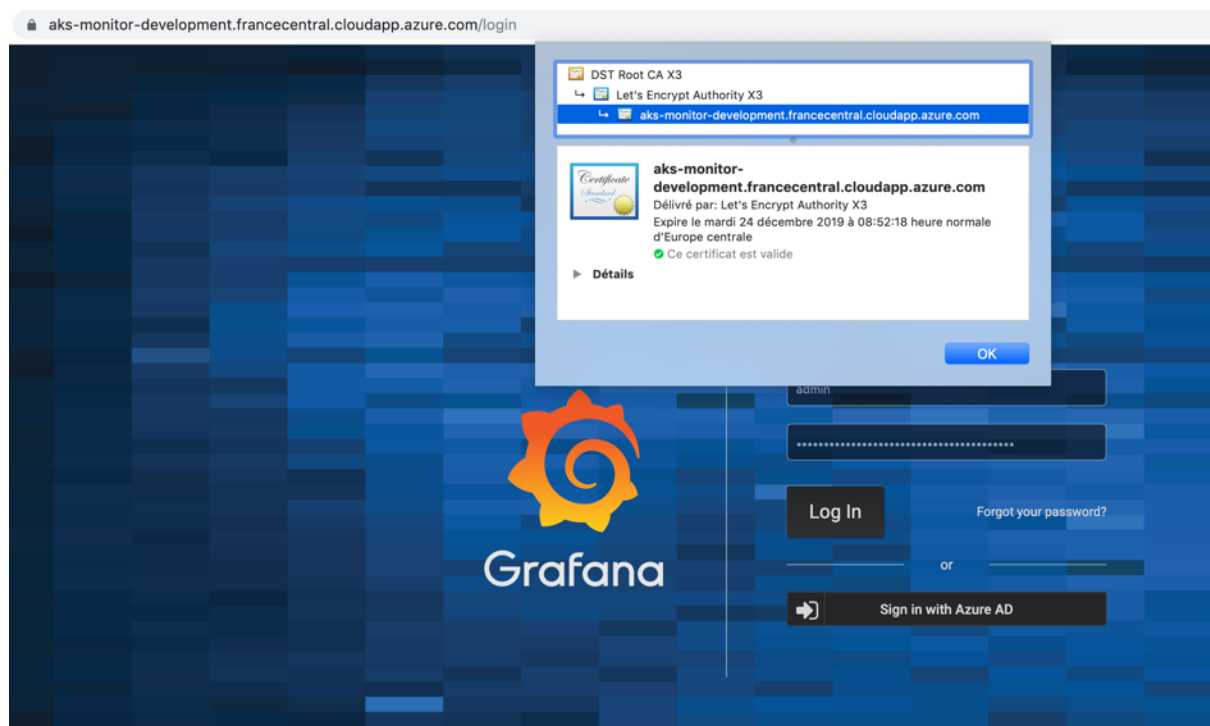 aks-monitor-development.francecentral.cloudapp.azure.com/login
DST Root CA X3
Let's Encrypt Authority X3
aks-monitor-development.francecentral.cloudapp.azure.com
Certificate
Standard
aks-monitor-
development.francecentral.cloudapp.azure.com
Délivré par: Let's Encrypt Authority X3
Expire le mardi 24 décembre 2019 à 08:52:18 heure normale
d'Europe centrale
Ce certificat est valide
Détails
OK
admin
Log In
Forgot your password?
or
Sign in with Azure AD
Grafana